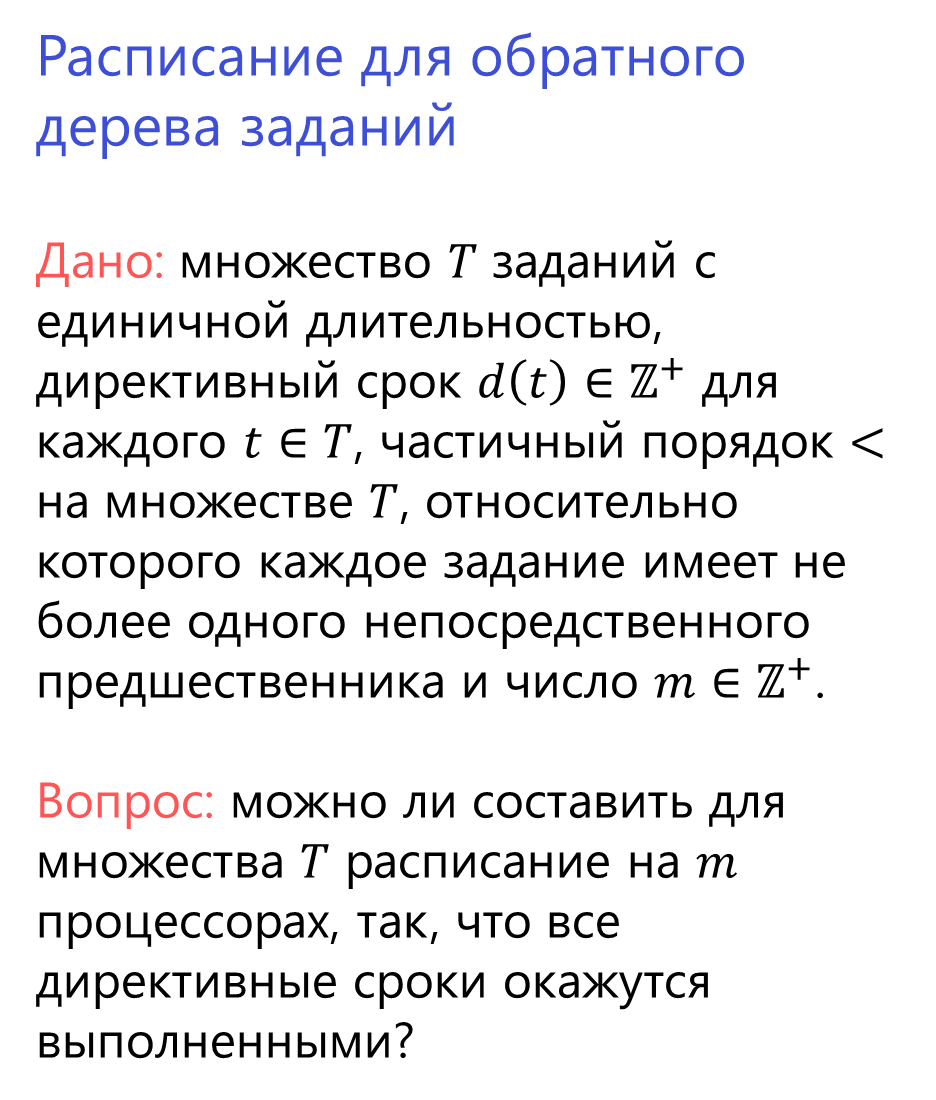 Расписание для обратного
дерева заданий
Дано: множество T заданий с
единичной длительностью,
директивный срок d(t) ∈ ℤ⁺ для
каждого t ∈ T, частичный порядок <
на множестве T, относительно
которого каждое задание имеет не
более одного непосредственного
предшественника и число m ∈ ℤ⁺.
Вопрос: можно ли составить для
множества T расписание на m
процессорах, так, что все
директивные сроки окажутся
выполненными?